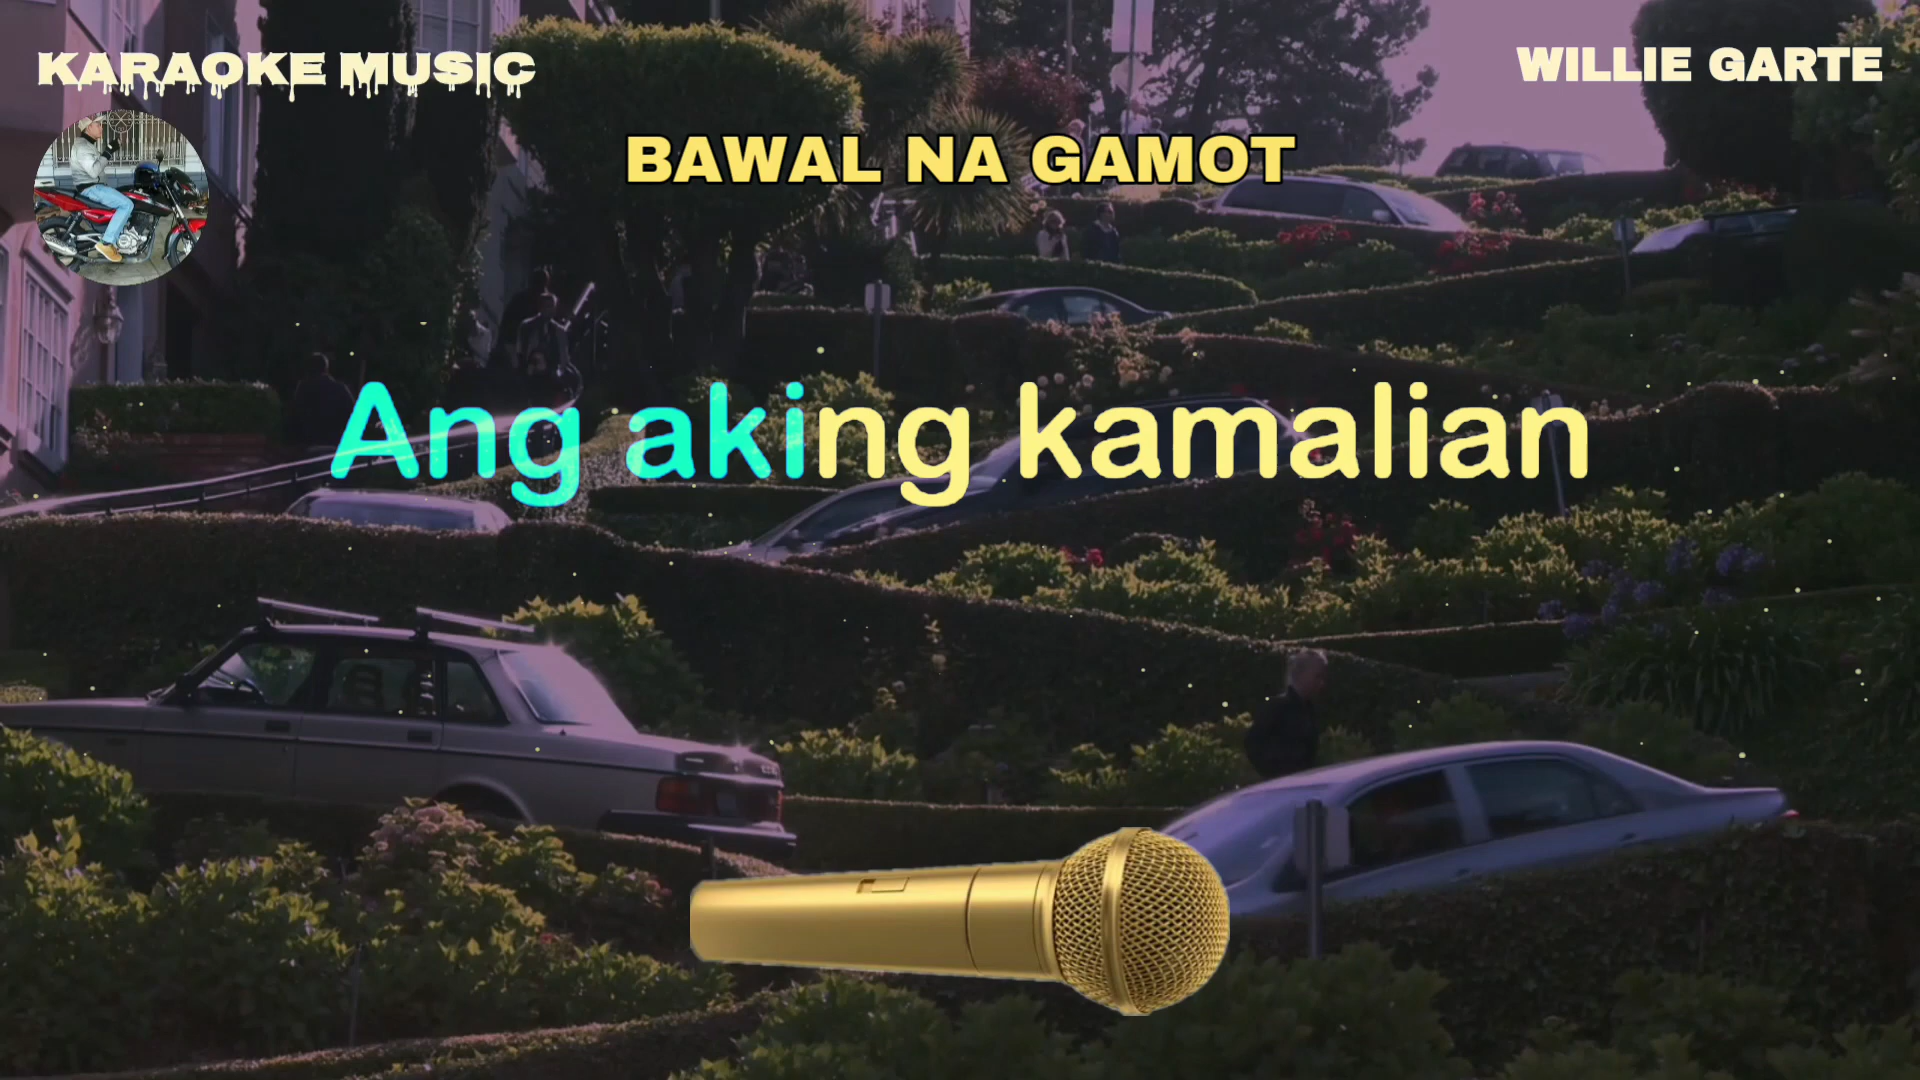 KARAOKE MUSIC
WILLIE GARTE
BAWAL NA GAMOT
Ang aking kamalian